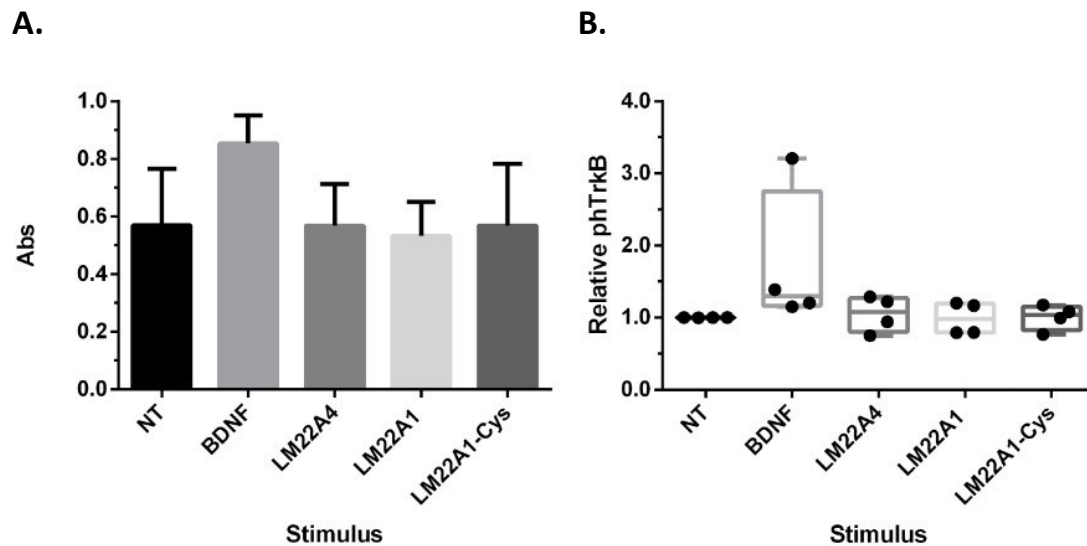 A.
B.
1.0
0.8
0.6
0.4
0.2
0.0
Abs
NT
BDNF
LM22A4
LM22A1
LM22A1-Cys
Stimulus
4.0
3.0
2.0
1.0
0.0
Relative phTrkB
NT
BDNF
LM22A4
LM22A1
LM22A1-Cys
Stimulus